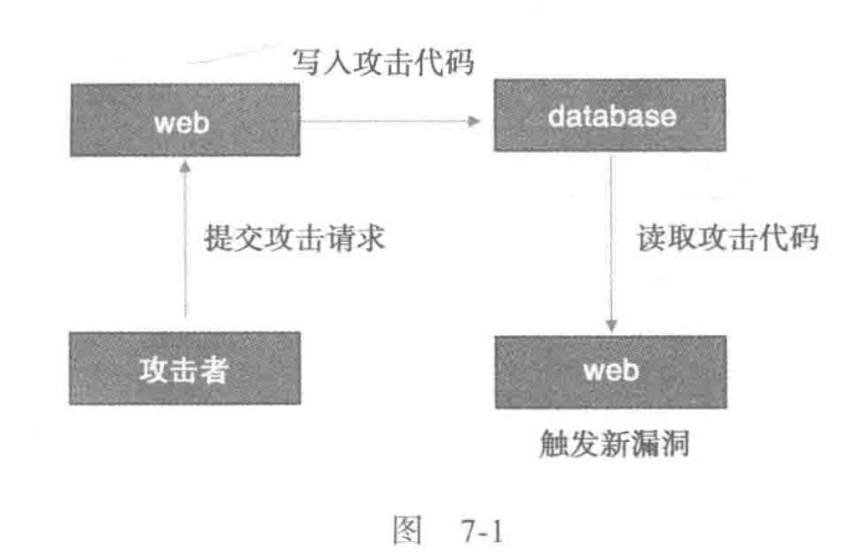 写入攻击代码
web
database
提交攻击请求
读取攻击代码
攻击者
web
触发新漏洞
图 7-1